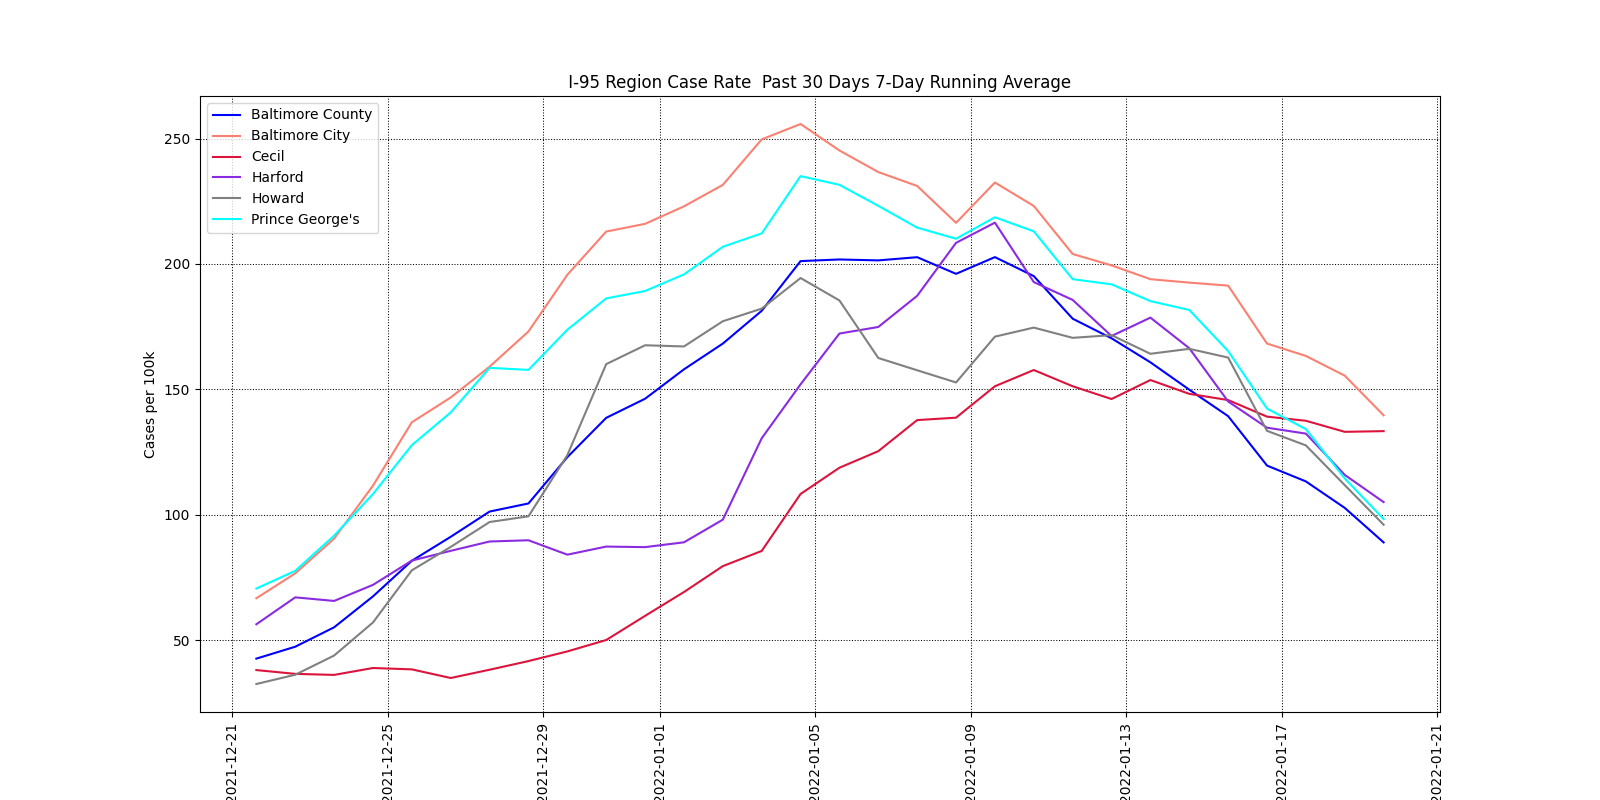 I-95 Region Case Rate  Past 30 Days 7-Day Running Average
Baltimore County
Baltimore City
Cecil
Harford
Howard
Prince George's
Cases per 100k
250
200
150
100
50
2021-12-21
2021-12-25
2021-12-29
2022-01-01
2022-01-05
2022-01-09
2022-01-13
2022-01-17
2022-01-21